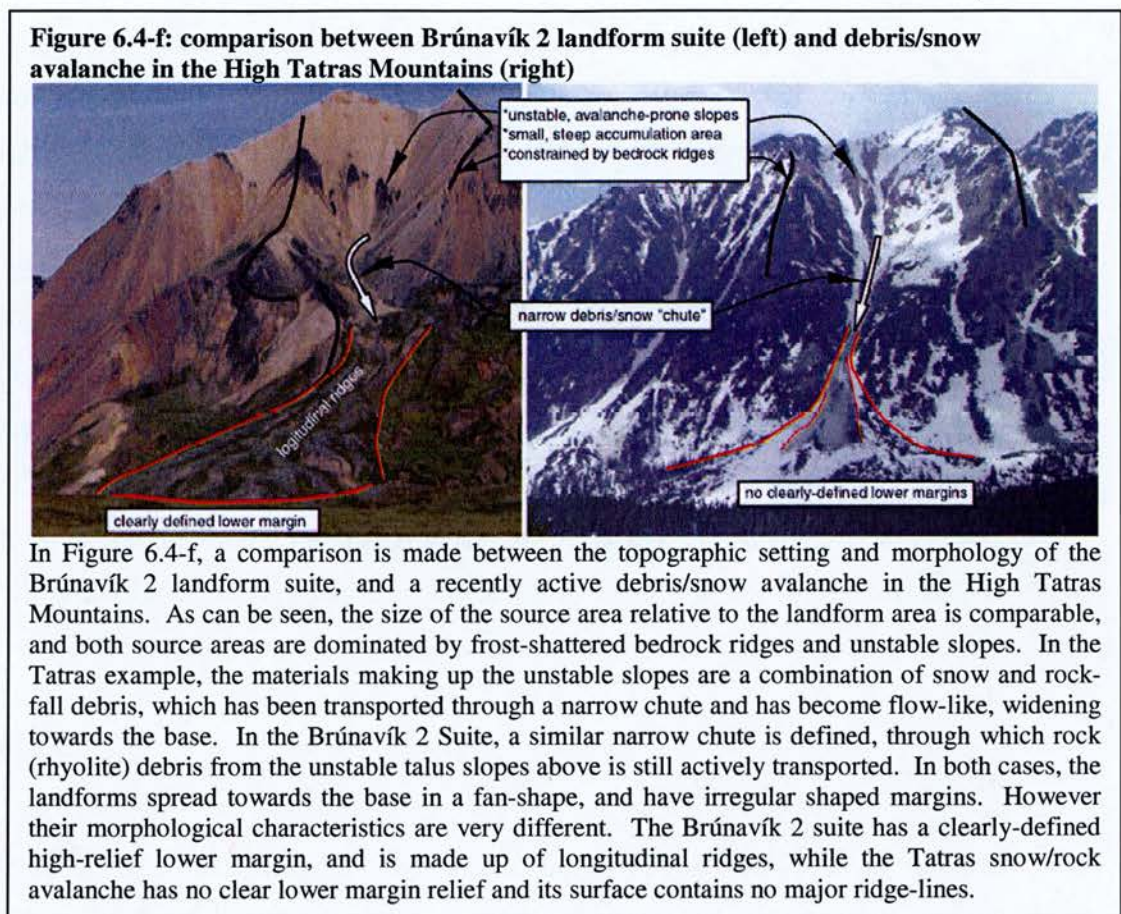 Figure 6.4-f: comparison between Brúnavík 2 landform suite (left) and debris/snow
avalanche in the High Tatras Mountains (right)
*unstable, avalanche-prone slopes
*small, steep accumulation area
*constrained by bedrock ridges
narrow debris/snow "chute"
logitudinal ridges
no clearly-defined lower margins
clearly defined lower margin
In Figure 6.4-f, a comparison is made between the topographic setting and morphology of the
Brúnavík 2 landform suite, and a recently active debris/snow avalanche in the High Tatras
Mountains. As can be seen, the size of the source area relative to the landform area is comparable,
and both source areas are dominated by frost-shattered bedrock ridges and unstable slopes. In the
Tatras example, the materials making up the unstable slopes are a combination of snow and rock-
fall debris, which has been transported through a narrow chute and has become flow-like, widening
towards the base. In the Brúnavík 2 Suite, a similar narrow chute is defined, through which rock
(rhyolite) debris from the unstable talus slopes above is still actively transported. In both cases, the
landforms spread towards the base in a fan-shape, and have irregular shaped margins. However
their morphological characteristics are very different. The Brúnavík 2 suite has a clearly-defined
high-relief lower margin, and is made up of longitudinal ridges, while the Tatras snow/rock
avalanche has no clear lower margin relief and its surface contains no major ridge-lines.